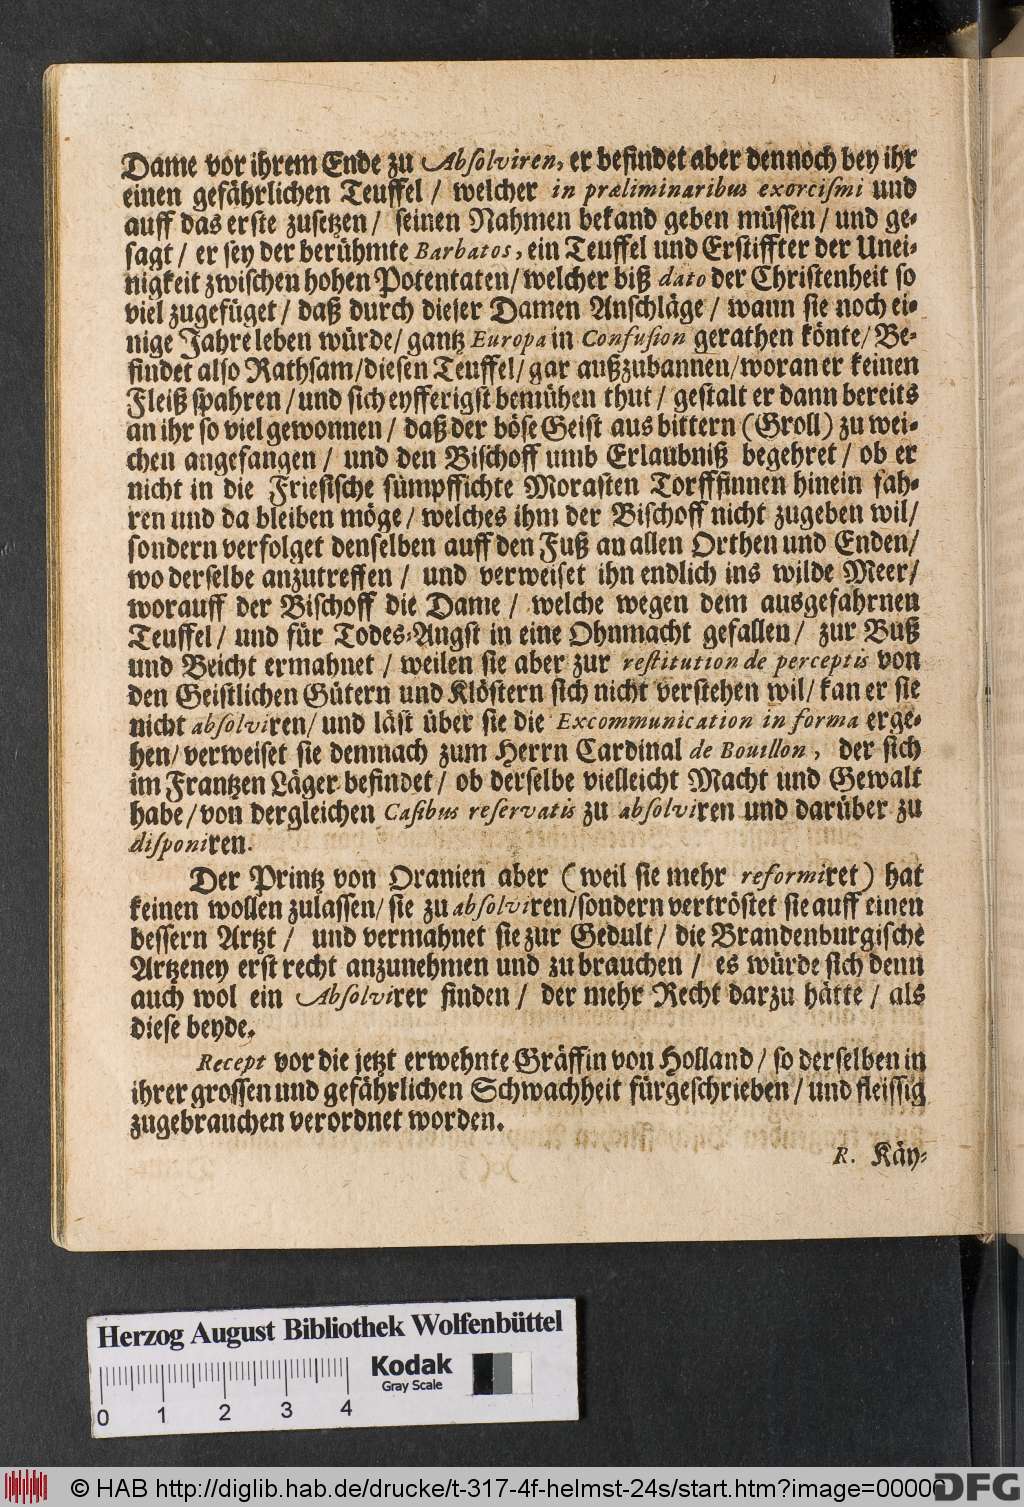 Dame vor ihrem Ende zu Absolviren, er befindet aber dennoch bey ihr
einen gefährlichen Teuffel / welcher in præliminaribus exorcismi und
auff das erste zusetzen / seinen Nahmen bekand geben müssen / und ge-
sagt / er sey der berühmte Barbatos, ein Teuffel und Erstiffter der Unei-
nigkeit zwischen hohen Potentaten / welcher biß dato der Christenheit so
viel zugefüget / daß durch dieser Damen Anschläge / wann sie noch ei-
nige Jahre leben würde / gantz Europa in Confusion gerathen könte / Be-
findet also Rathsam / diesen Teuffel / gar außzubannen / woran er keinen
Fleiß spahren / und sich eyfferigst bemühen thut / gestalt er dann bereits
an ihr so viel gewonnen / daß der böse Geist aus bittern (Groll) zu wei-
chen angefangen / und den Bischoff umb Erlaubniß begehret / ob er
nicht in die Friesische sümpffichte Morasten Torfffinnen hinein fah-
ren und da bleiben möge / welches ihm der Bischoff nicht zugeben wil /
sondern verfolget denselben auff den Fuß an allen Orthen und Enden /
wo derselbe anzutreffen / und verweiset ihn endlich ins wilde Meer /
worauff der Bischoff die Dame / welche wegen dem ausgefahrnen
Teuffel / und für Todes-Angst in eine Ohnmacht gefallen / zur Buß
und Beicht ermahnet / weilen sie aber zur restitution de perceptis von
den Geistlichen Gütern und Klöstern sich nicht verstehen wil / kan er sie
nicht absolviren / und läst über sie die Excommunication in forma erge-
hen / verweiset sie demnach zum Herrn Cardinal de Bouillon, der sich
im Frantzen Läger befindet / ob derselbe vielleicht Macht und Gewalt
habe / von dergleichen Casibus reservatis zu absolviren und darüber zu
disponiren.
Der Printz von Oranien aber (weil sie mehr reformiret) hat
keinen wollen zulassen / sie zu absolviren / sondern vertröstet sie auff einen
bessern Artzt / und vermahnet sie zur Gedult / die Brandenburgische
Artzeney erst recht anzunehmen und zu brauchen / es würde sich denn
auch wol ein Absolvirer finden / der mehr Recht darzu hätte / als
diese beyde.
Recept vor die jetzt erwehnte Gräffin von Holland / so derselben in
ihrer grossen und gefährlichen Schwachheit fürgeschrieben / und fleissig
zugebrauchen verordnet worden.
R. Käy-
Herzog August Bibliothek Wolfenbüttel
Kodak
Gray Scale
0 1 2 3 4
© HAB http://diglib.hab.de/drucke/t-317-4f-helmst-24s/start.htm?image=00006
DFG